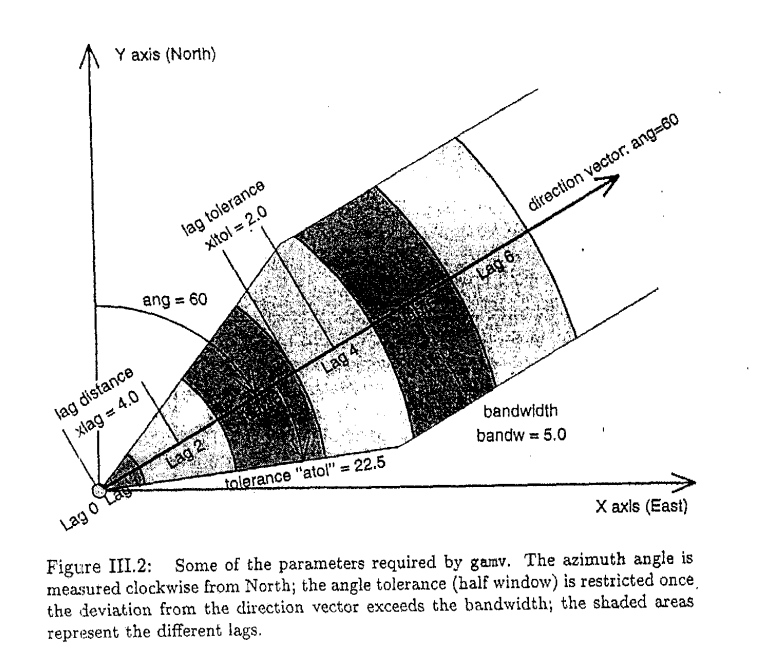 Y axis (North)
direction vector: ang=60
lag tolerance
xltol = 2.0
Lag 6
ang = 60
Lag 4
lag distance
xlag = 4.0
bandwidth
bandw = 5.0
Lag 2
tolerance "atol" = 22.5
Lag
Lag 0
X axis (East)
Figure III.2: Some of the parameters required by gamv. The azimuth angle is
measured clockwise from North; the angle tolerance (half window) is restricted once
the deviation from the direction vector exceeds the bandwidth; the shaded areas
represent the different lags.